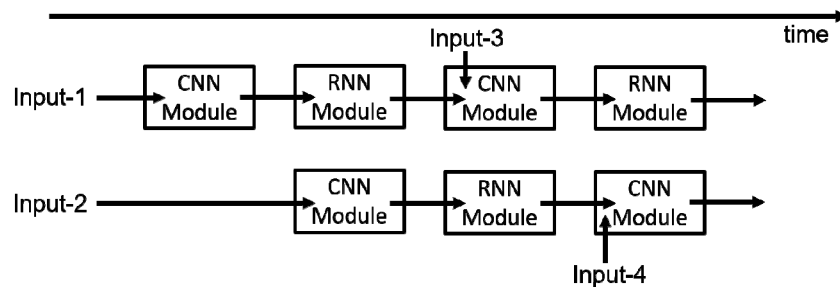 time
Input-3
Input-1
CNN
Module
RNN
Module
CNN
Module
RNN
Module
Input-2
CNN
Module
RNN
Module
CNN
Module
Input-4